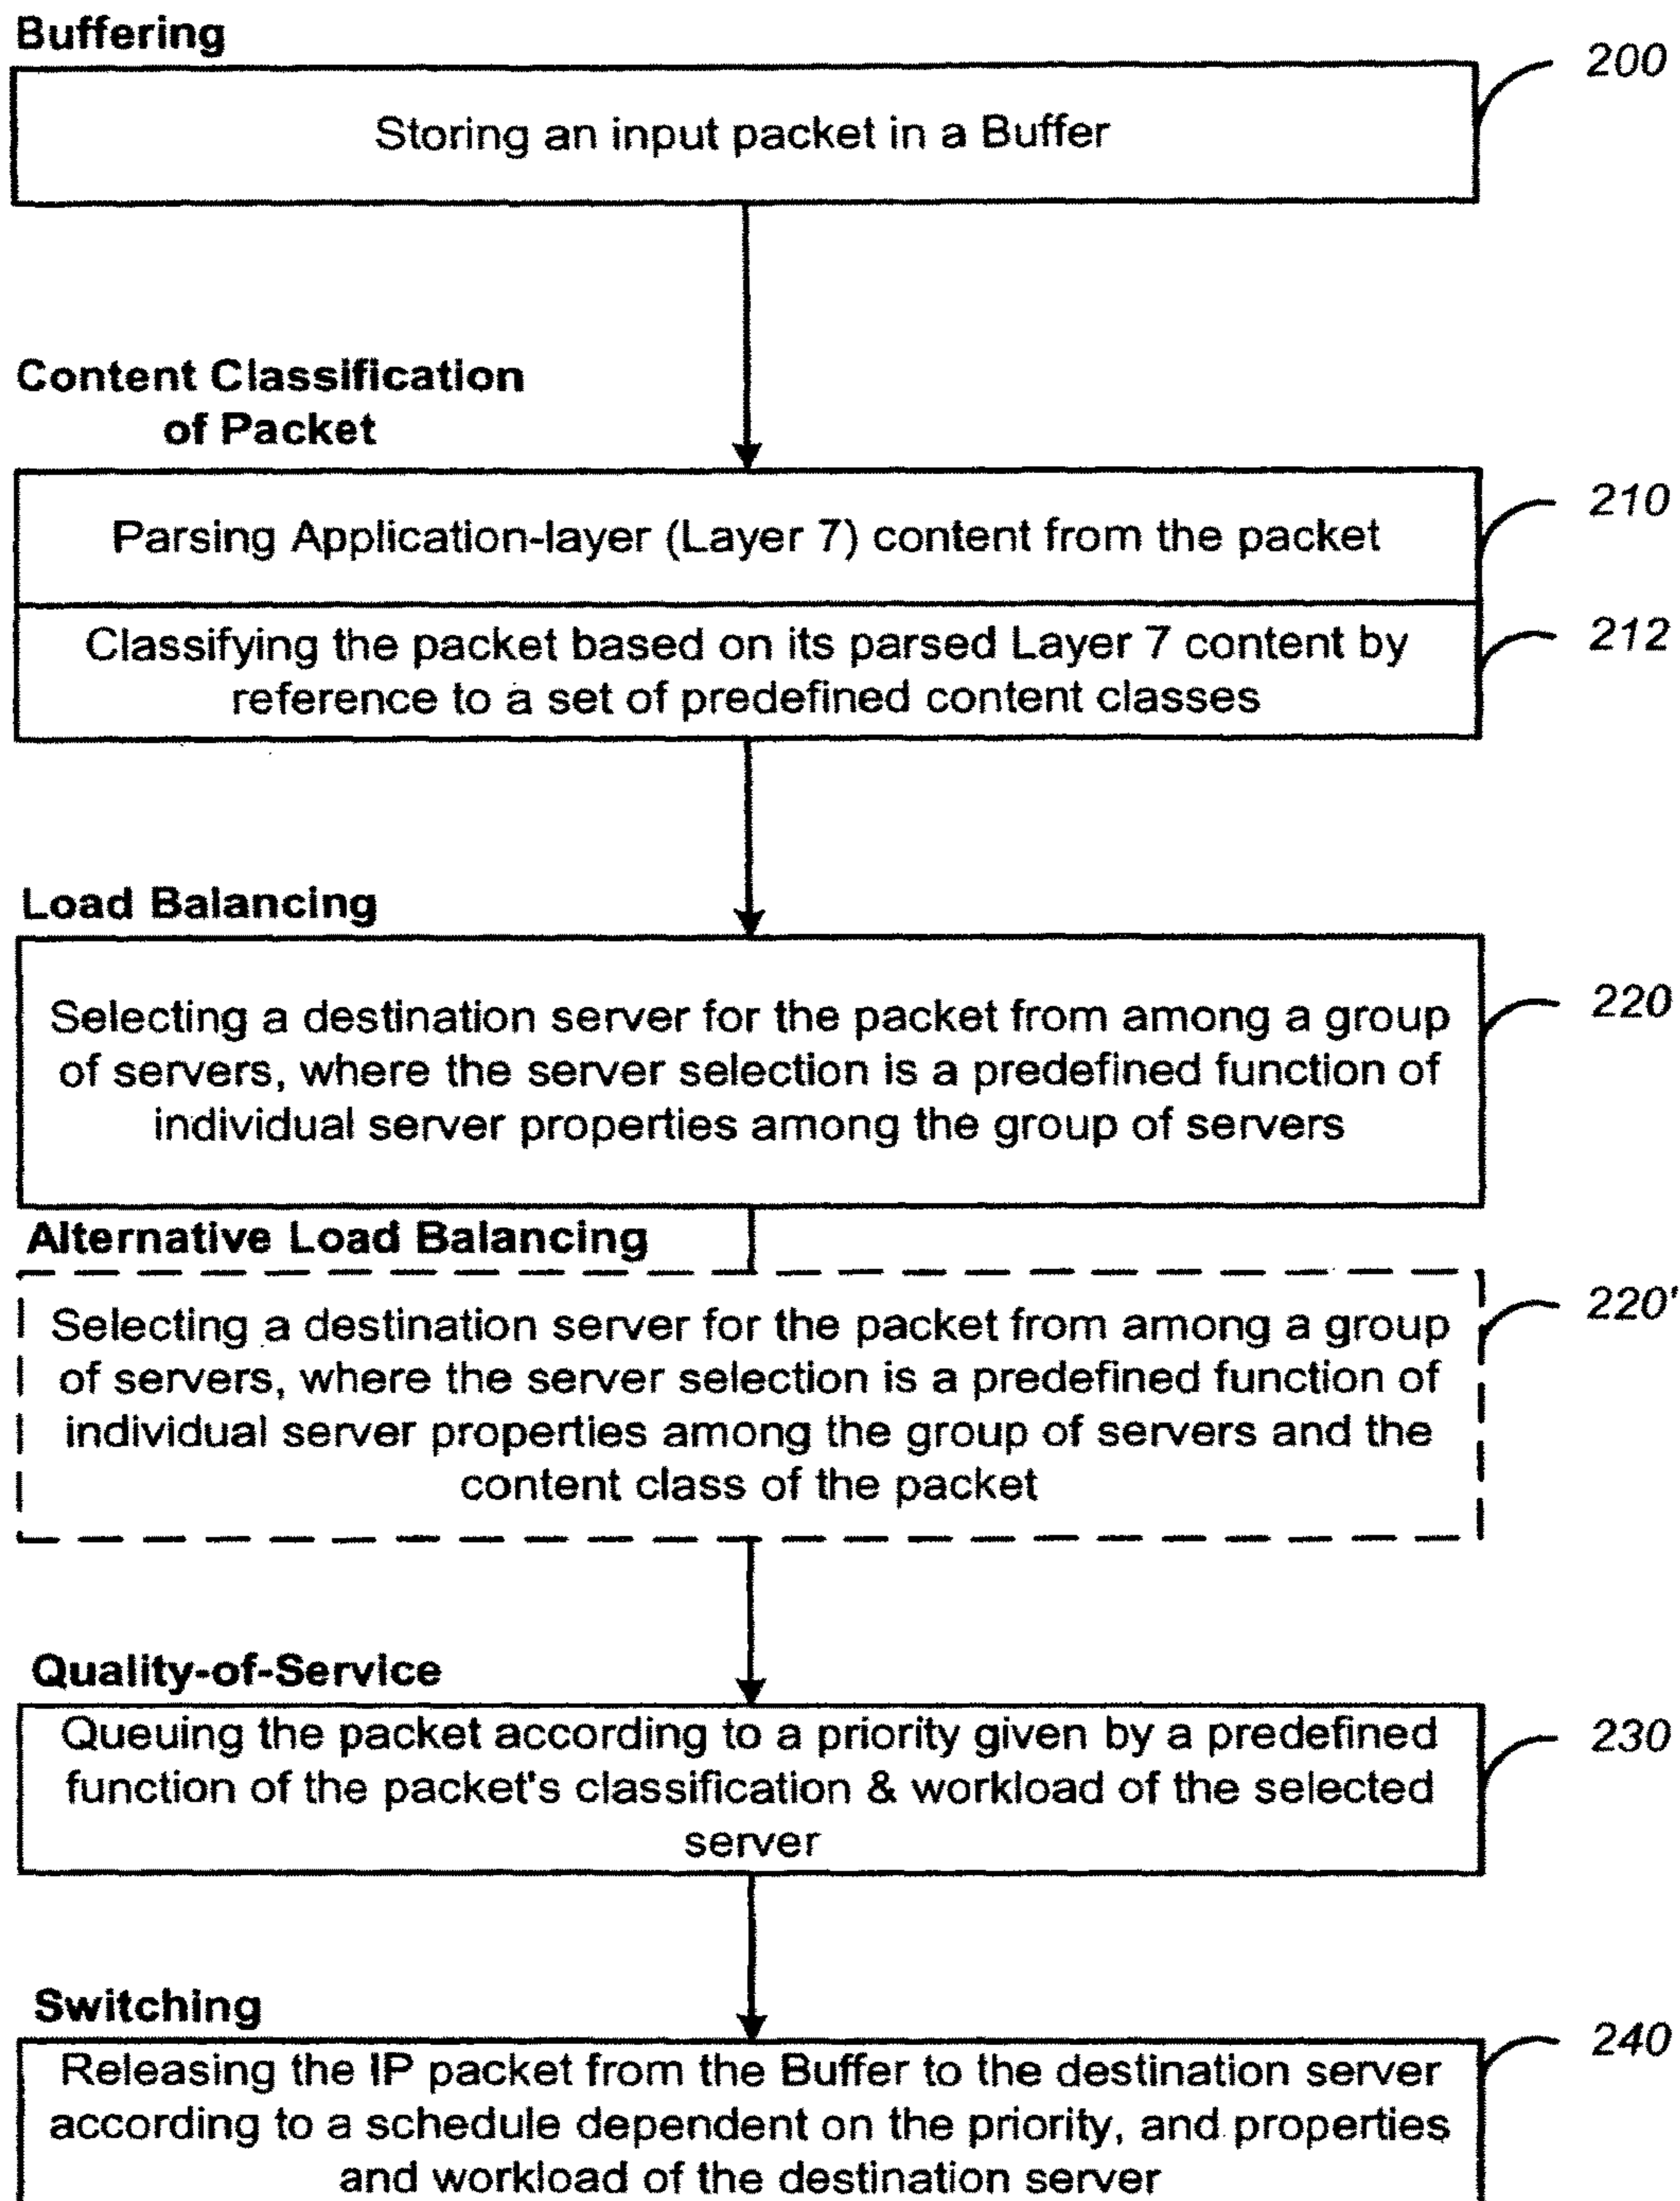 Buffering
200
Storing an input packet in a Buffer
Content Classification
of Packet
210
Parsing Application-layer (Layer 7) content from the packet
212
Classifying the packet based on its parsed Layer 7 content by
reference to a set of predefined content classes
Load Balancing
220
Selecting a destination server for the packet from among a group
of servers, where the server selection is a predefined function of
individual server properties among the group of servers
Alternative Load Balancing
220'
Selecting a destination server for the packet from among a group
of servers, where the server selection is a predefined function of
individual server properties among the group of servers and the
content class of the packet
Quality-of-Service
230
Queuing the packet according to a priority given by a predefined
function of the packet's classification & workload of the selected
server
Switching
240
Releasing the IP packet from the Buffer to the destination server
according to a schedule dependent on the priority, and properties
and workload of the destination server